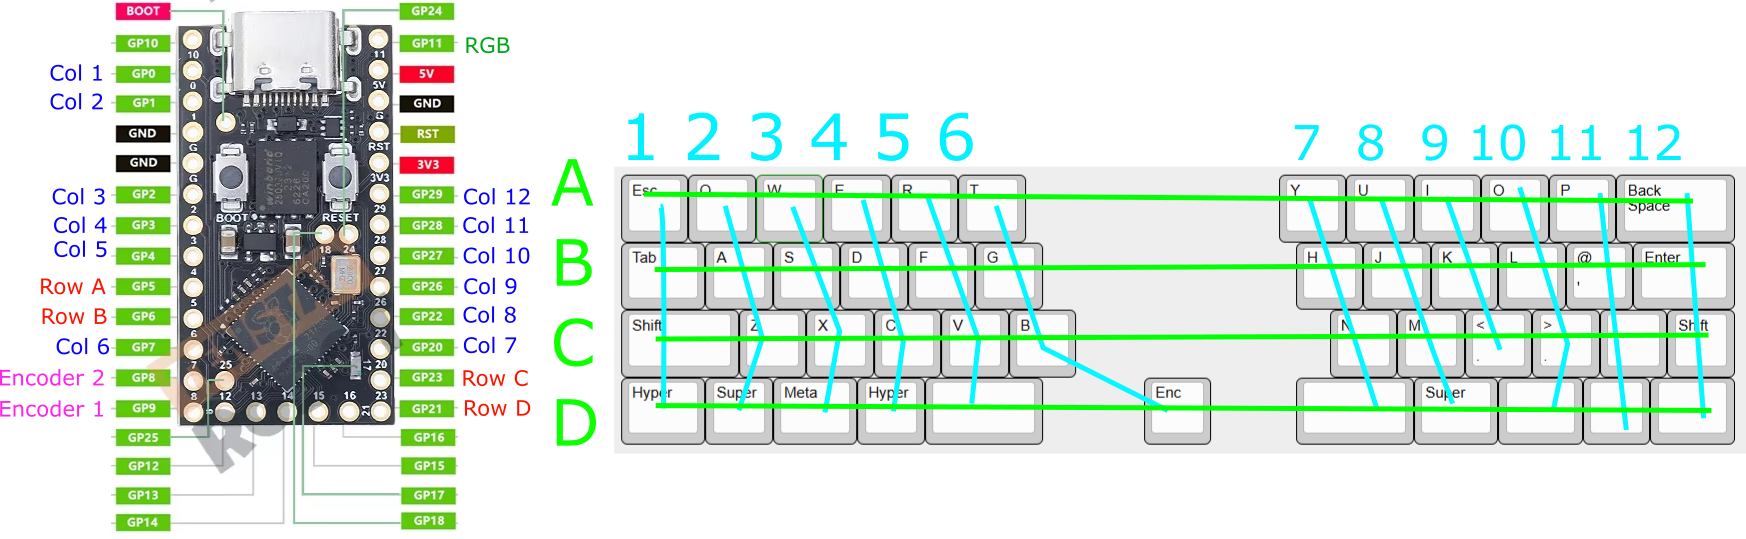 BOOT
GP24
GP10
GP11
RGB
Col 1
GP0
5V
Col 2
GP1
GND
GND
RST
GND
3V3
Col 3
GP2
GP29
Col 12
Col 4
GP3
GP28
Col 11
Col 5
GP4
GP27
Col 10
Row A
GP5
GP26
Col 9
Row B
GP6
GP22
Col 8
Col 6
GP7
GP20
Col 7
Encoder 2
GP8
GP23
Row C
Encoder 1
GP9
GP21
Row D
GP25
GP16
GP12
GP15
GP13
GP17
GP14
GP18
10
11
0
5V
1
G
G
RST
G
3V3
2
29
BOOT
RESET
3
28
18
24
4
27
5
26
6
22
7
25
20
17
8
9
12
13
14
15
16
21
23
1 2 3 4 5 6
7 8 9 10 11 12
A
Esc Q W E R T
Y U I O P Back Space
B
Tab A S D F G
H J K L @ ' Enter
C
Shift Z X C V B
N M < . > . Shift
D
Hyper Super Meta Hyper
Enc
Super